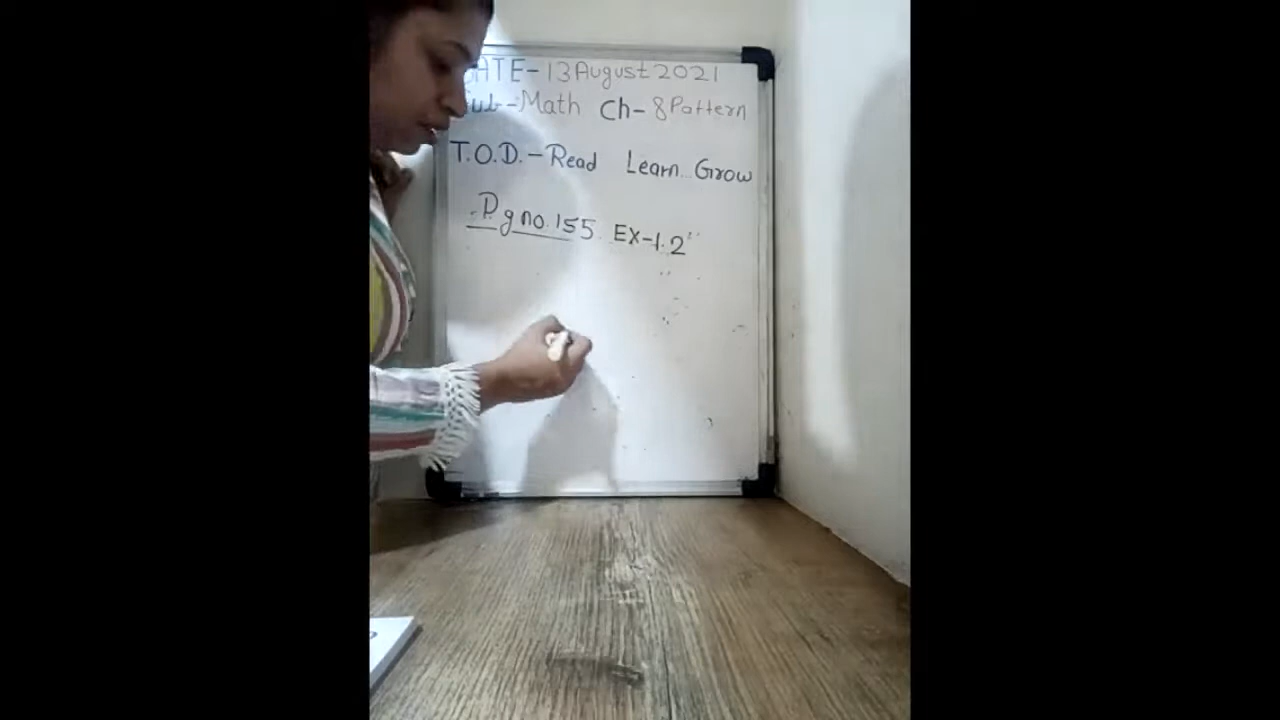 DATE-13 August 2021
Sub-Math Ch-8 Pattern
T.O.D.-Read Learn Grow
Pg no.155 EX-1.2